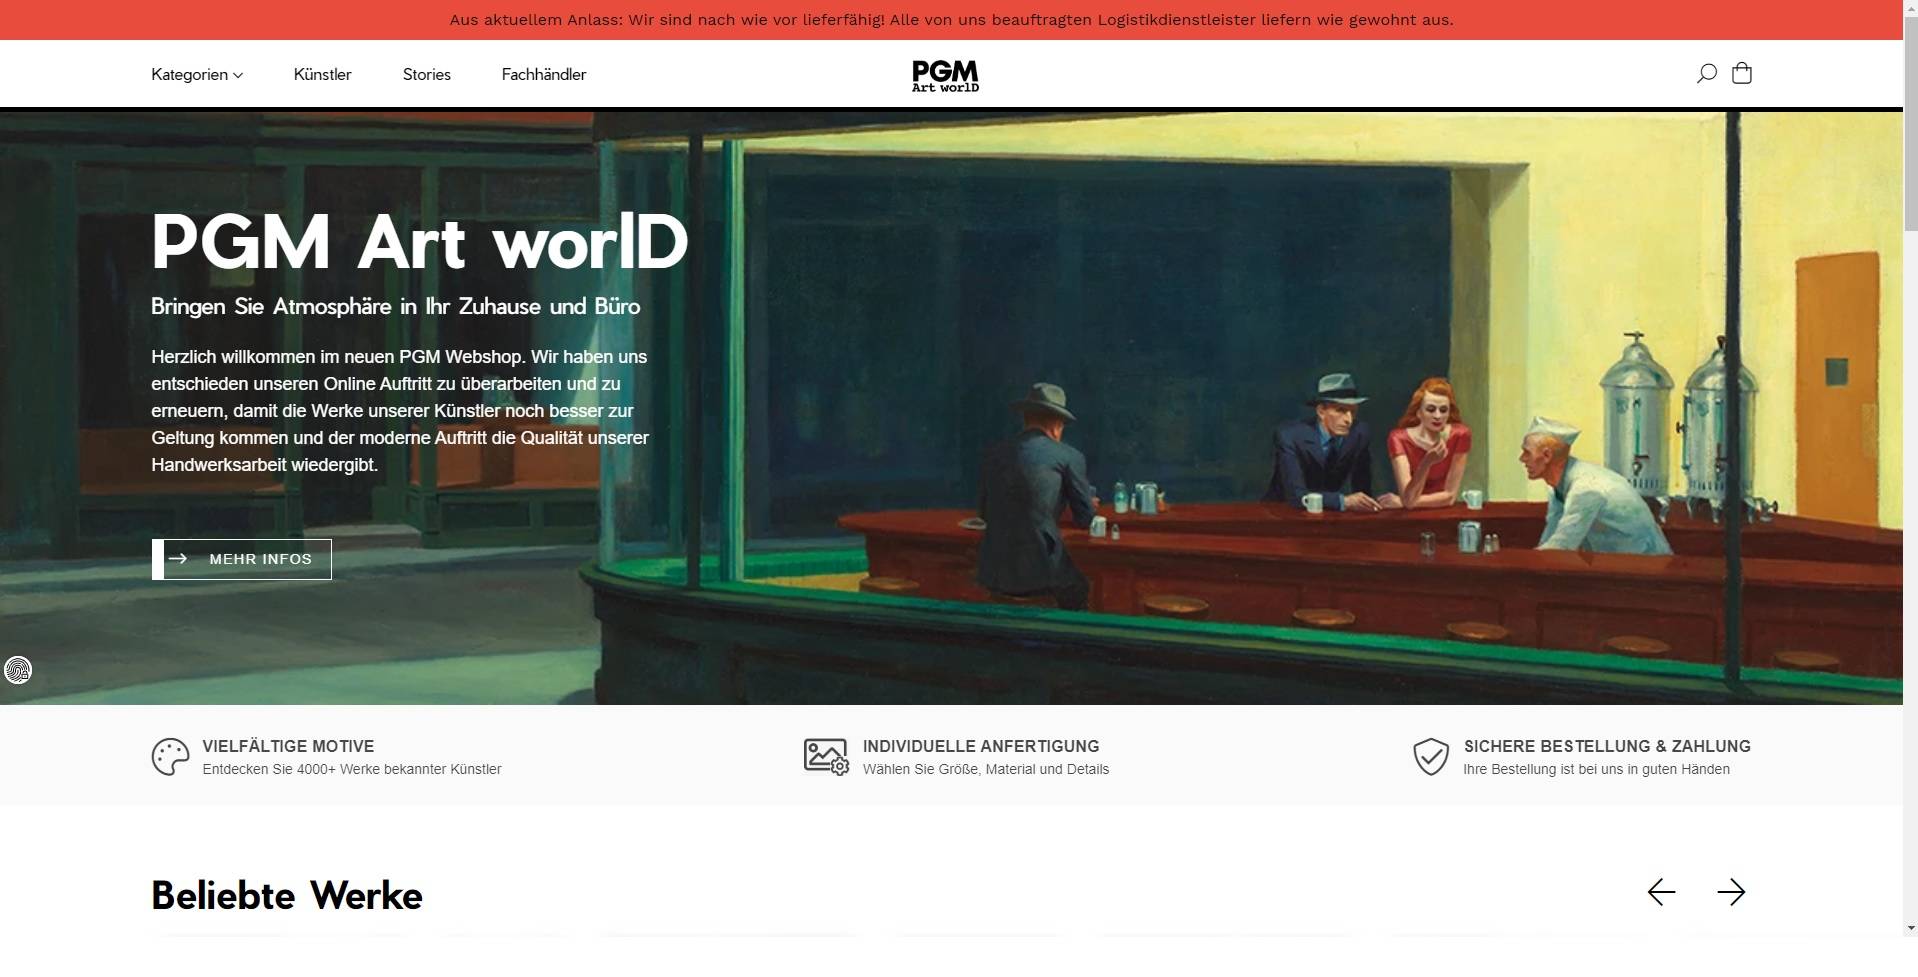 Aus aktuellem Anlass: Wir sind nach wie vor lieferfähig! Alle von uns beauftragten Logistikdienstleister liefern wie gewohnt aus.
Kategorien
Künstler
Stories
Fachhändler
PGM
Art worlD
PGM Art worlD
Bringen Sie Atmosphäre in Ihr Zuhause und Büro
Herzlich willkommen im neuen PGM Webshop. Wir haben uns
entschieden unseren Online Auftritt zu überarbeiten und zu
erneuern, damit die Werke unserer Künstler noch besser zur
Geltung kommen und der moderne Auftritt die Qualität unserer
Handwerksarbeit wiedergibt.
MEHR INFOS
VIELFÄLTIGE MOTIVE
Entdecken Sie 4000+ Werke bekannter Künstler
INDIVIDUELLE ANFERTIGUNG
Wählen Sie Größe, Material und Details
SICHERE BESTELLUNG & ZAHLUNG
Ihre Bestellung ist bei uns in guten Händen
Beliebte Werke